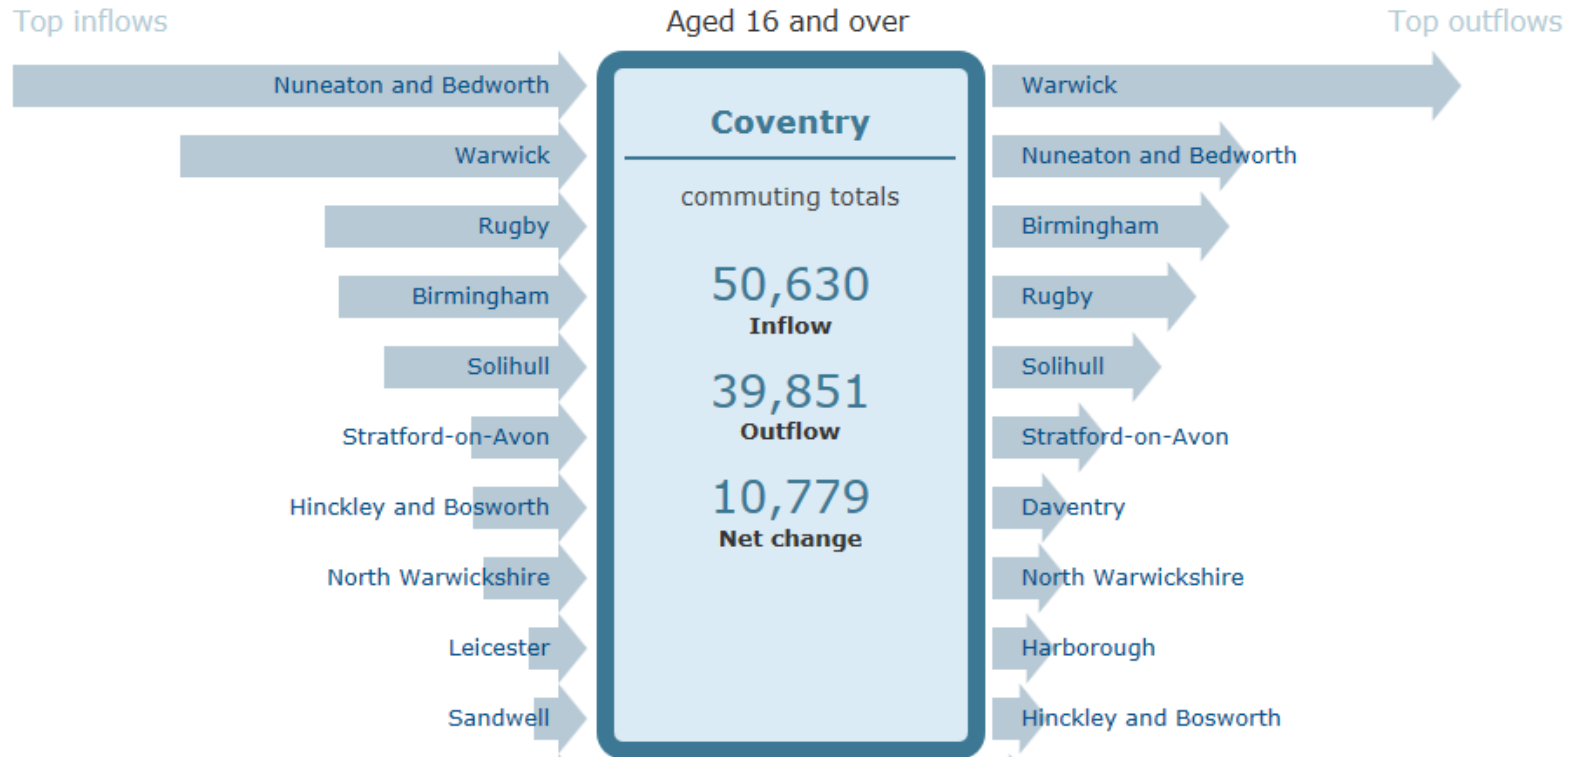 Top inflows
Aged 16 and over
Top outflows
Nuneaton and Bedworth
Warwick
Rugby
Birmingham
Solihull
Stratford-on-Avon
Hinckley and Bosworth
North Warwickshire
Leicester
Sandwell
Coventry
commuting totals
50,630
Inflow
39,851
Outflow
10,779
Net change
Warwick
Nuneaton and Bedworth
Birmingham
Rugby
Solihull
Stratford-on-Avon
Daventry
North Warwickshire
Harborough
Hinckley and Bosworth